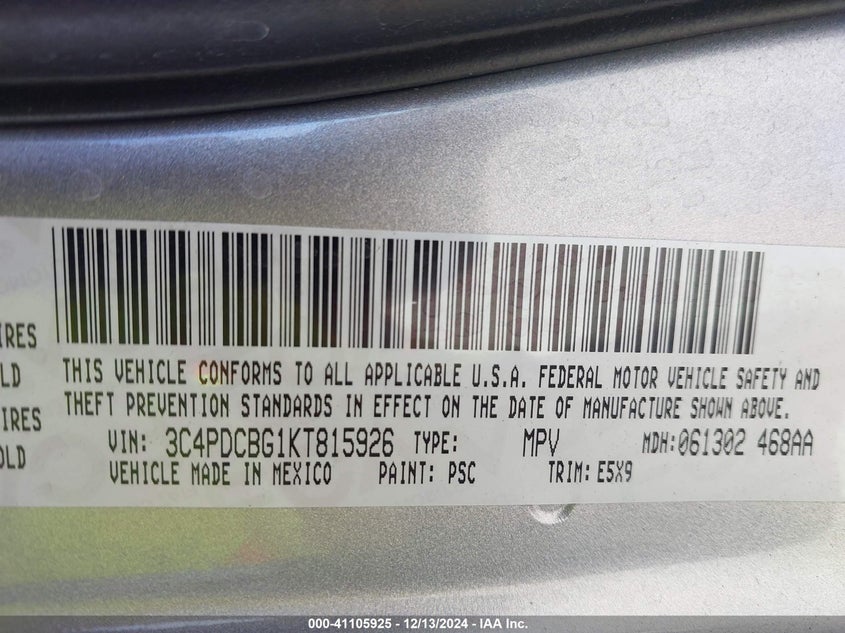 THIS VEHICLE CONFORMS TO ALL APPLICABLE U.S.A. FEDERAL MOTOR VEHICLE SAFETY AND
THEFT PREVENTION STANDARDS IN EFFECT ON THE DATE OF MANUFACTURE SHOWN ABOVE.
VIN: 3C4PDCBG1KT815926 TYPE: MPV MDH:061302 468AA
VEHICLE MADE IN MEXICO PAINT: PSC TRIM: E5X9
IRES
LD
IRES
OLD
000-41105925 - 12/13/2024 - IAA Inc.